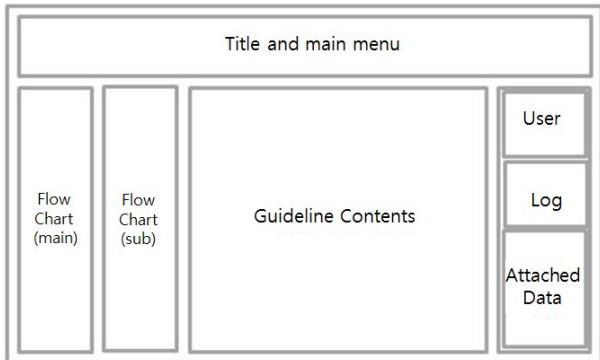 Title and main menu
Flow
Chart
(main)
Flow
Chart
(sub)
Guideline Contents
User
Log
Attached
Data